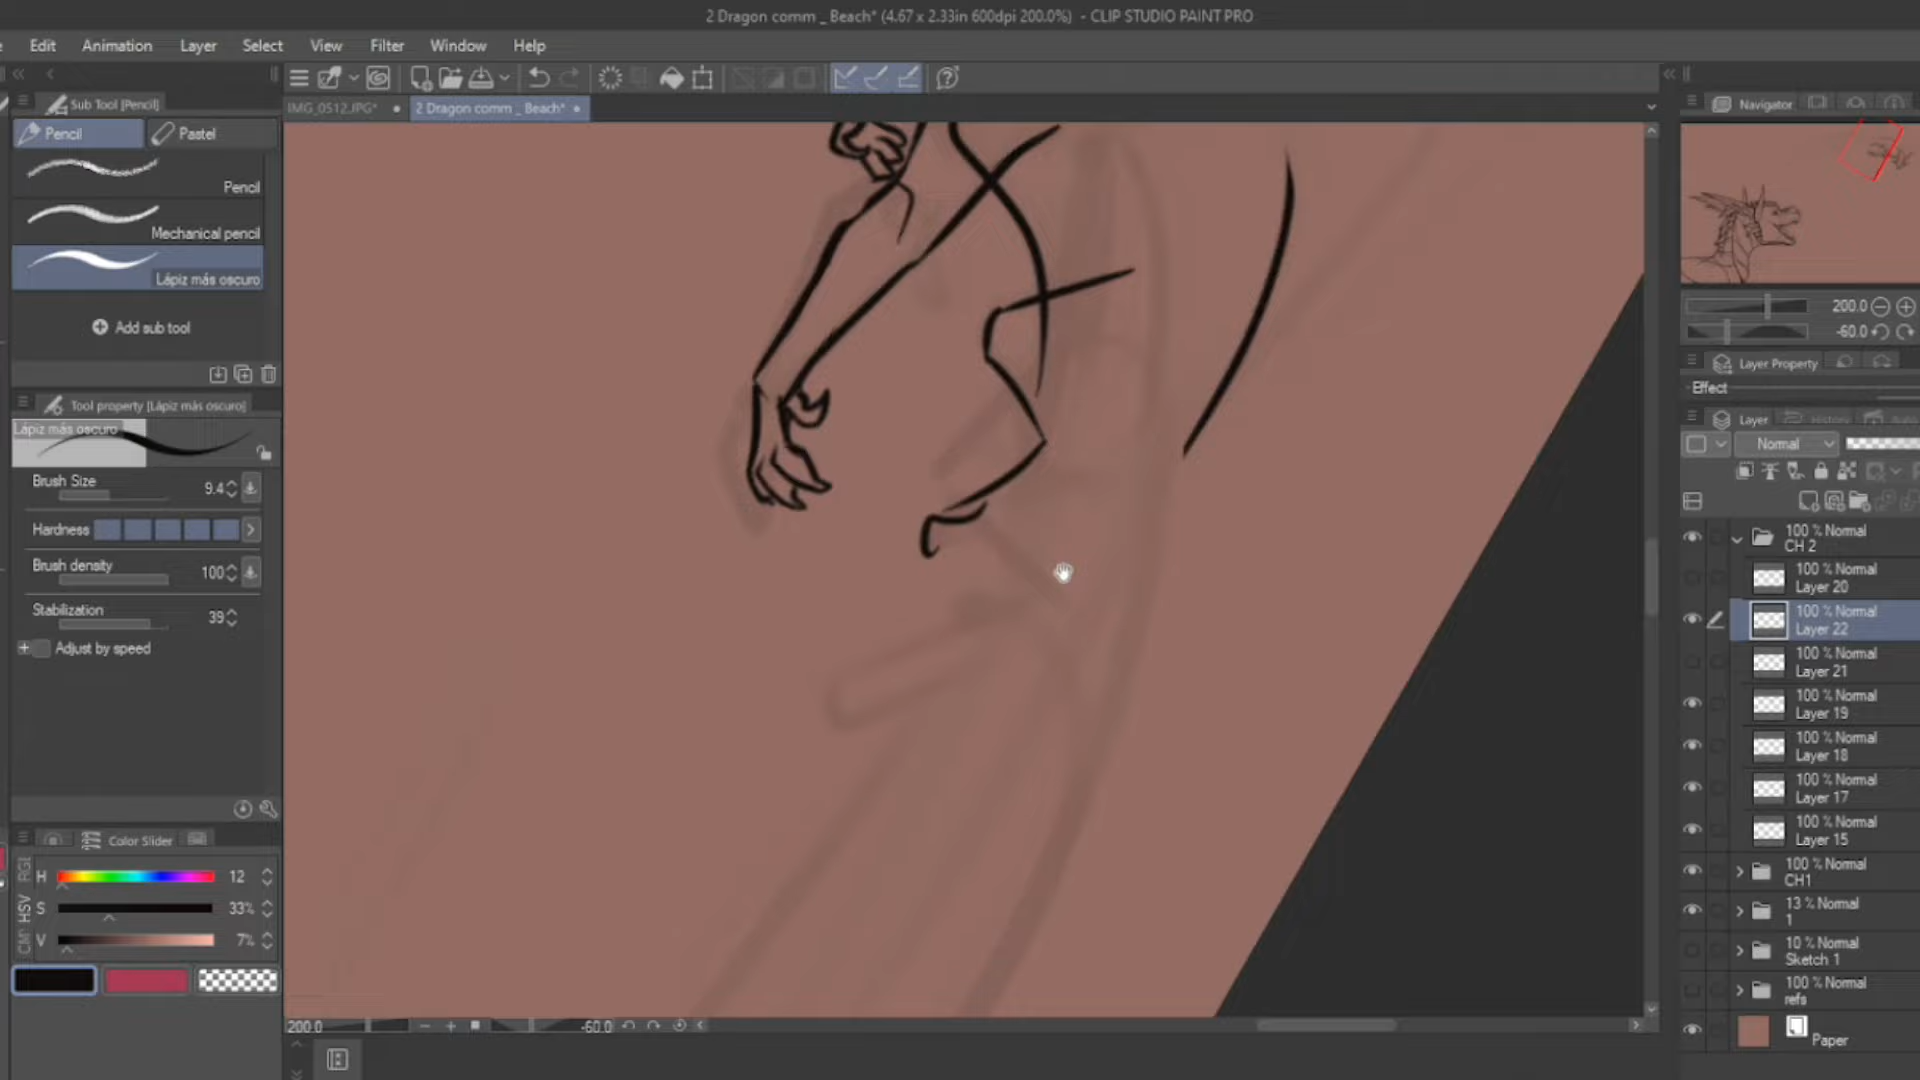 2 Dragon comm _ Beach* (4.67 x 2.33in 600dpi 200.0%) - CLIP STUDIO PAINT PRO
Edit Animation Layer Select View Filter Window Help
Sub Tool [Pencil]
IMG_0512.JPG* 2 Dragon comm _ Beach*
Navigator
Pencil Pastel
Pencil
Mechanical pencil
Lápiz más oscuro
Add sub tool
200.0
-60.0
Layer Property
Effect
Tool property [Lápiz más oscuro]
Lápiz más oscuro
Layer History
Normal
Brush Size 9.4
Hardness
Brush density 100
Stabilization 39
Adjust by speed
100 % Normal
CH 2
100 % Normal
Layer 20
100 % Normal
Layer 22
100 % Normal
Layer 21
100 % Normal
Layer 19
100 % Normal
Layer 18
100 % Normal
Layer 17
100 % Normal
Layer 15
100 % Normal
CH1
13 % Normal
1
10 % Normal
Sketch 1
100 % Normal
refs
Paper
Color Slider
RGB
HSV
H 12
S 33%
V 7%
200.0 -60.0